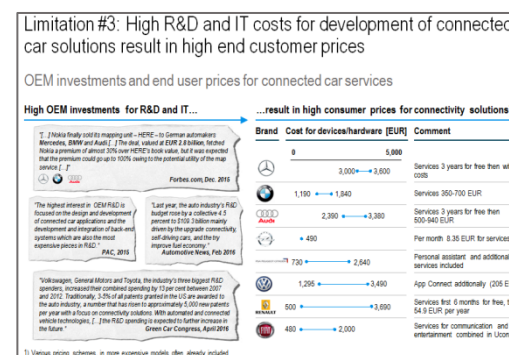 Limitation #3: High R&D and IT costs for development of connected
car solutions result in high end customer prices
OEM investments and end user prices for connected car services
High OEM investments for R&D and IT…
"[…] Nokia finally sold its mapping unit – HERE – to German automakers
Mercedes, BMW and Audi.[…] The deal, valued at EUR 2.8 billion, fetched
Nokia a premium of almost 30% over HERE's book value, but it was expected
that the premium could go up to 100% owing to the potential utility of the map
service.[…]"
Forbes.com, Dec. 2015
"The highest interest in OEM R&D is
focused on the design and development
of connected car applications and the
development and integration of back-end
systems which are also the most
expensive pieces in R&D."
PAC, 2015
"Last year, the auto industry's R&D
budget rose by a collective 4.5
percent to $109.3 billion mainly
driven by the upgrade connectivity,
self-driving cars, and the try
improve fuel economy."
Automotive News, Feb 2016
"Volkswagen, General Motors and Toyota, the industry's three biggest R&D
spenders, increased their combined spending by 13 per cent between 2007
and 2012. Traditionally, 3-5% of all patents granted in the US are awarded to
the auto industry, a number that has risen to approximately 5,000 new patents
per year with a focus on connectivity solutions. With automated and connected
vehicle technologies, […] the R&D spending is expected to further increase in
the future."
Green Car Congress, April 2016
…result in high consumer prices for connectivity solutions
Brand Cost for devices/hardware [EUR] Comment
0 5,000
3,000 3,600 Services 3 years for free then
costs
1,190 1,840 Services 350-700 EUR
Audi 2,390 3,380 Services 3 years for free then
500-940 EUR
490 Per month 8.35 EUR for services
730 2,640 Personal assistant and additional
services included
1,295 3,490 App Connect additionally (205
RENAULT 500 3,690 Services first 6 months for free,
54.9 EUR per year
FIAT 480 2,000 Services for communication and
entertainment combined in
1) Various pricing schemes, in more expensive models often already included